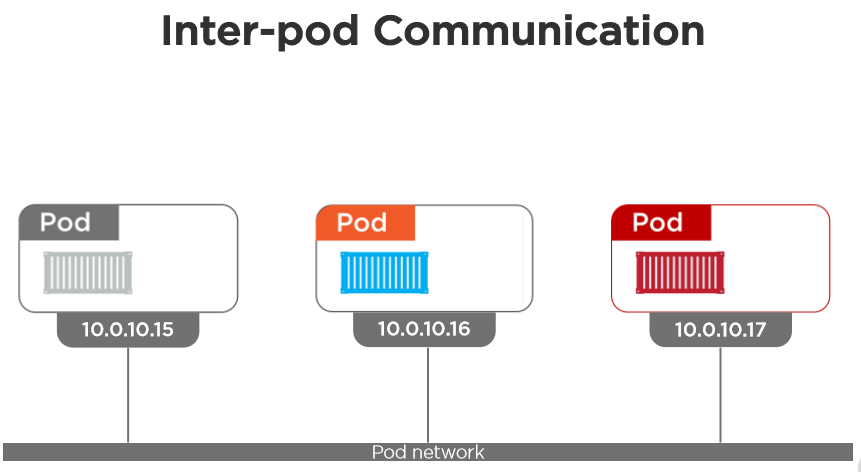 Inter-pod Communication
Pod
Pod
Pod
10.0.10.15
10.0.10.16
10.0.10.17
Pod network